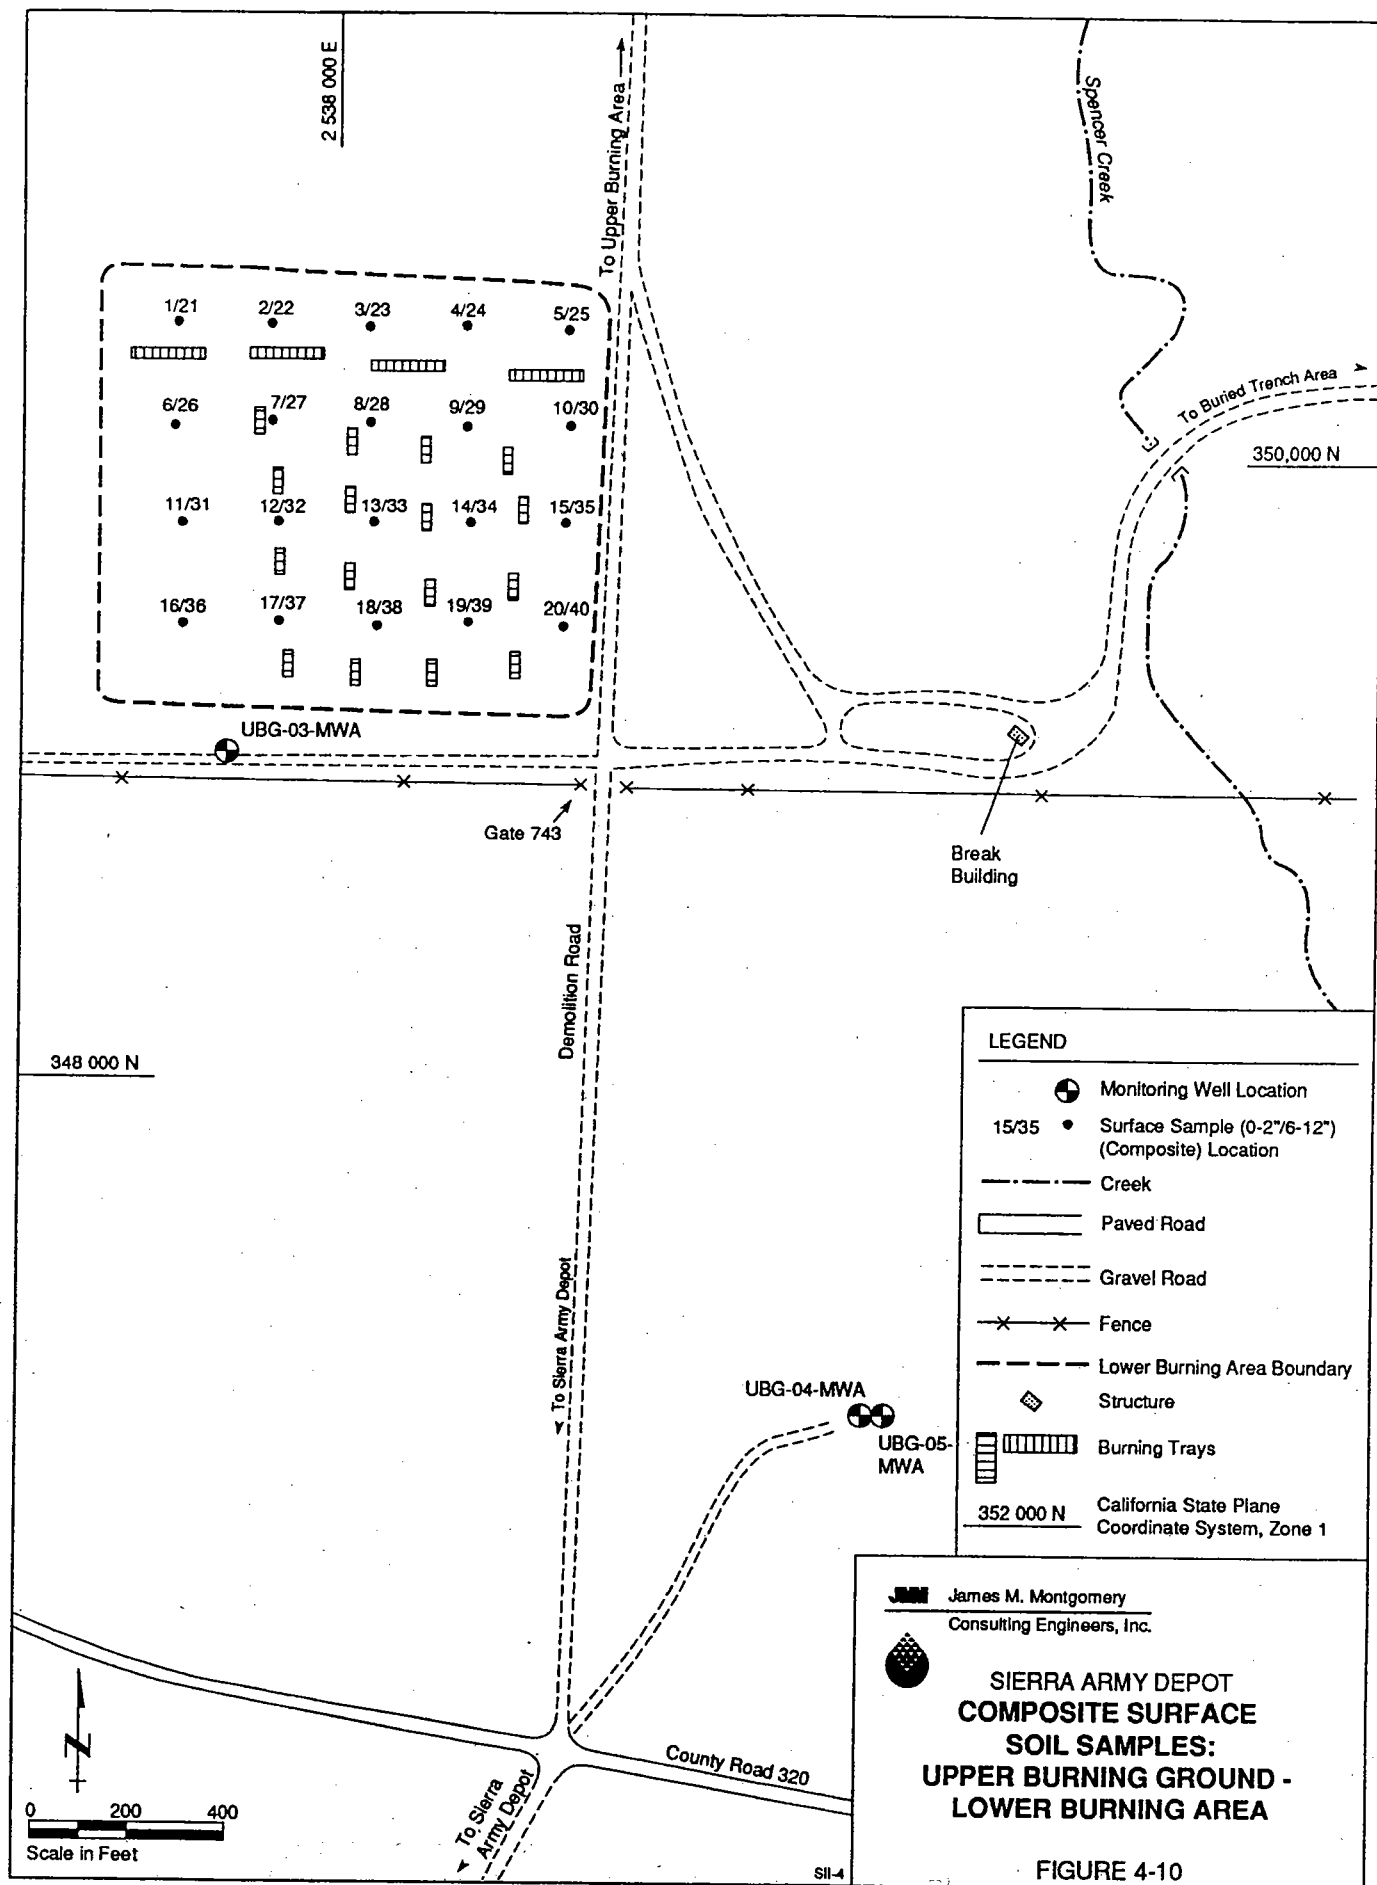 2 538 000 E
To Upper Burning Area
Spencer Creek
1/21
2/22
3/23
4/24
5/25
To Buried Trench Area
6/26
7/27
8/28
9/29
10/30
350,000 N
11/31
12/32
13/33
14/34
15/35
16/36
17/37
18/38
19/39
20/40
UBG-03-MWA
Gate 743
Break
Building
Demolition Road
348 000 N
LEGEND
Monitoring Well Location
15/35
Surface Sample (0-2"/6-12")
(Composite) Location
Creek
Paved Road
Gravel Road
Fence
Lower Burning Area Boundary
Structure
Burning Trays
352 000 N
California State Plane
Coordinate System, Zone 1
To Sierra Army Depot
UBG-04-MWA
UBG-05-
MWA
County Road 320
To Sierra
Army Depot
N
0 200 400
Scale in Feet
SII-4
JMM
James M. Montgomery
Consulting Engineers, Inc.
SIERRA ARMY DEPOT
COMPOSITE SURFACE
SOIL SAMPLES:
UPPER BURNING GROUND -
LOWER BURNING AREA
FIGURE 4-10